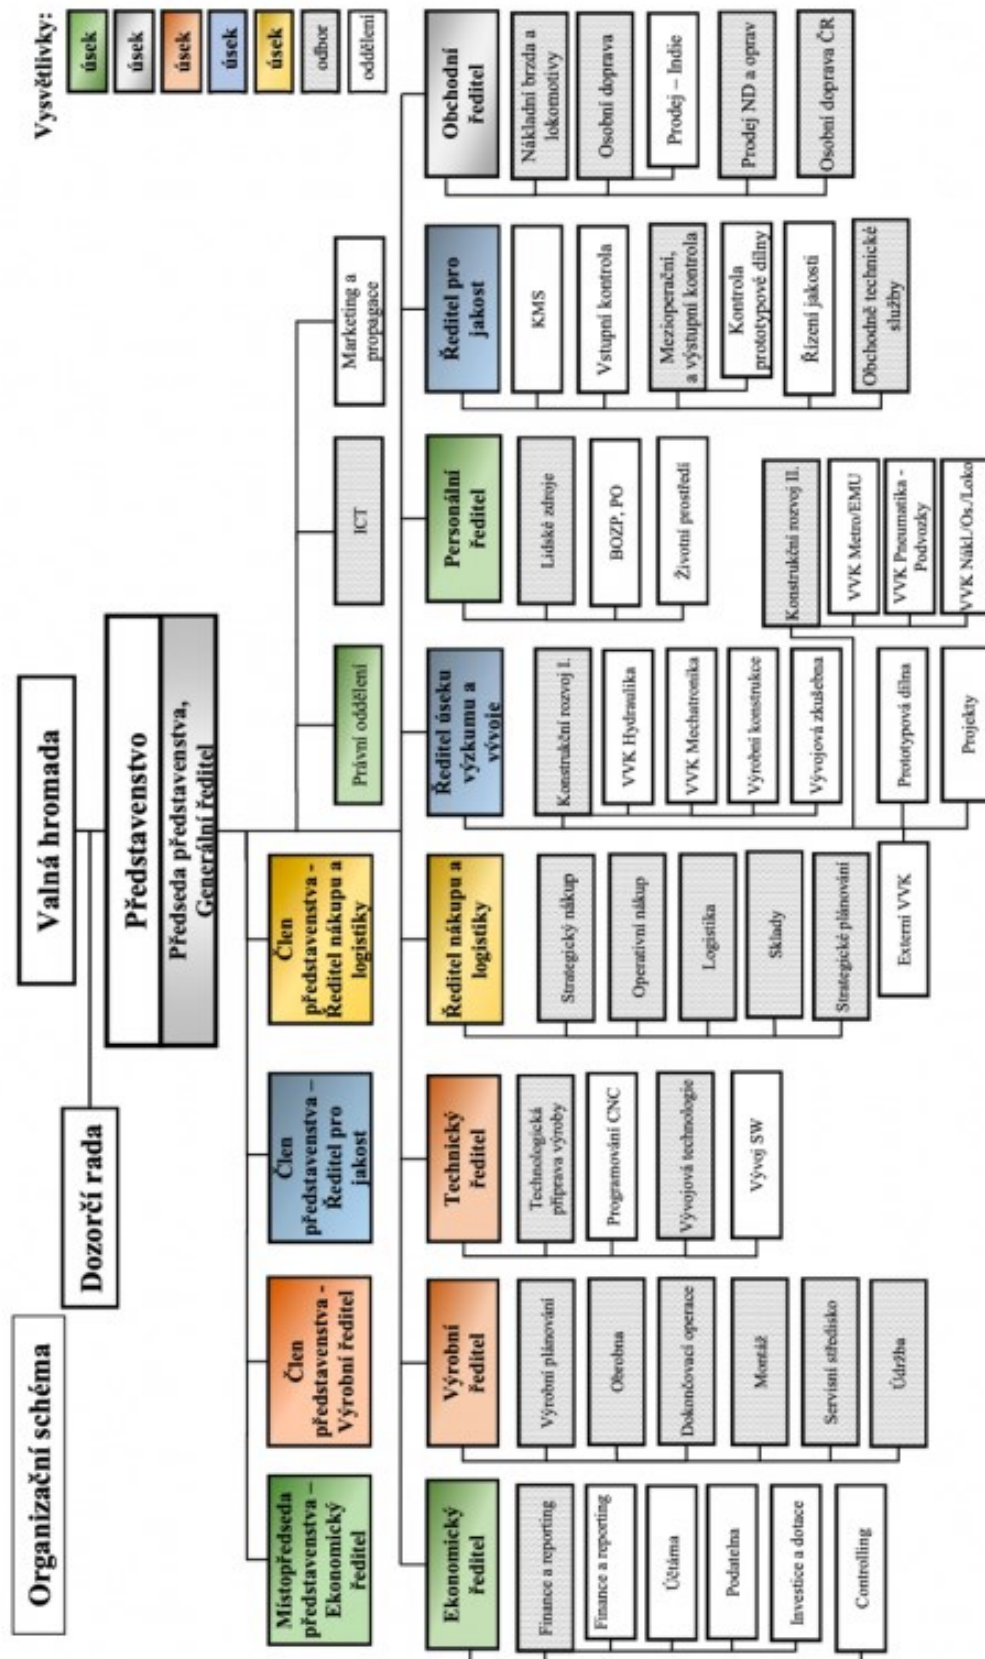 Organizační schéma
Valná hromada
Dozorčí rada
Představenstvo
Předseda představenstva,
Generální ředitel
Vysvětlivky:
úsek
úsek
úsek
úsek
úsek
odbor
oddělení
Místopředseda
představenstva –
Ekonomický
ředitel
Člen
představenstva -
Výrobní ředitel
Člen
představenstva –
Ředitel pro
jakost
Člen
představenstva -
Ředitel nákupu a
logistiky
Právní oddělení
ICT
Marketing a
propagace
Ekonomický
ředitel
Finance a reporting
Finance a reporting
Účtárna
Podatelna
Investice a dotace
Controlling
Výrobní
ředitel
Výrobní plánování
Obrobna
Dokončovací operace
Montáž
Servisní středisko
Údržba
Technický
ředitel
Technologická
příprava výroby
Programování CNC
Vývojová technologie
Vývoj SW
Ředitel nákupu a
logistiky
Strategický nákup
Operativní nákup
Logistika
Sklady
Strategické plánování
Ředitel úseku
výzkumu a
vývoje
Konstrukční rozvoj I.
VVK Hydraulika
VVK Mechatronika
Výrobní konstrukce
Vývojová zkušebna
Externí VVK
Prototypová dílna
Projekty
Konstrukční rozvoj II.
VVK Metro/EMU
VVK Pneumatika -
Podvozky
VVK Nákl./Os./Loko
Personální
ředitel
Lidské zdroje
BOZP, PO
Životní prostředí
Ředitel pro
jakost
KMS
Vstupní kontrola
Mezioperační,
a výstupní kontrola
Kontrola
prototypové dílny
Řízení jakosti
Obchodně technické
služby
Obchodní
ředitel
Nákladní brzda a
lokomotivy
Osobní doprava
Prodej – Indie
Prodej ND a oprav
Osobní doprava ČR